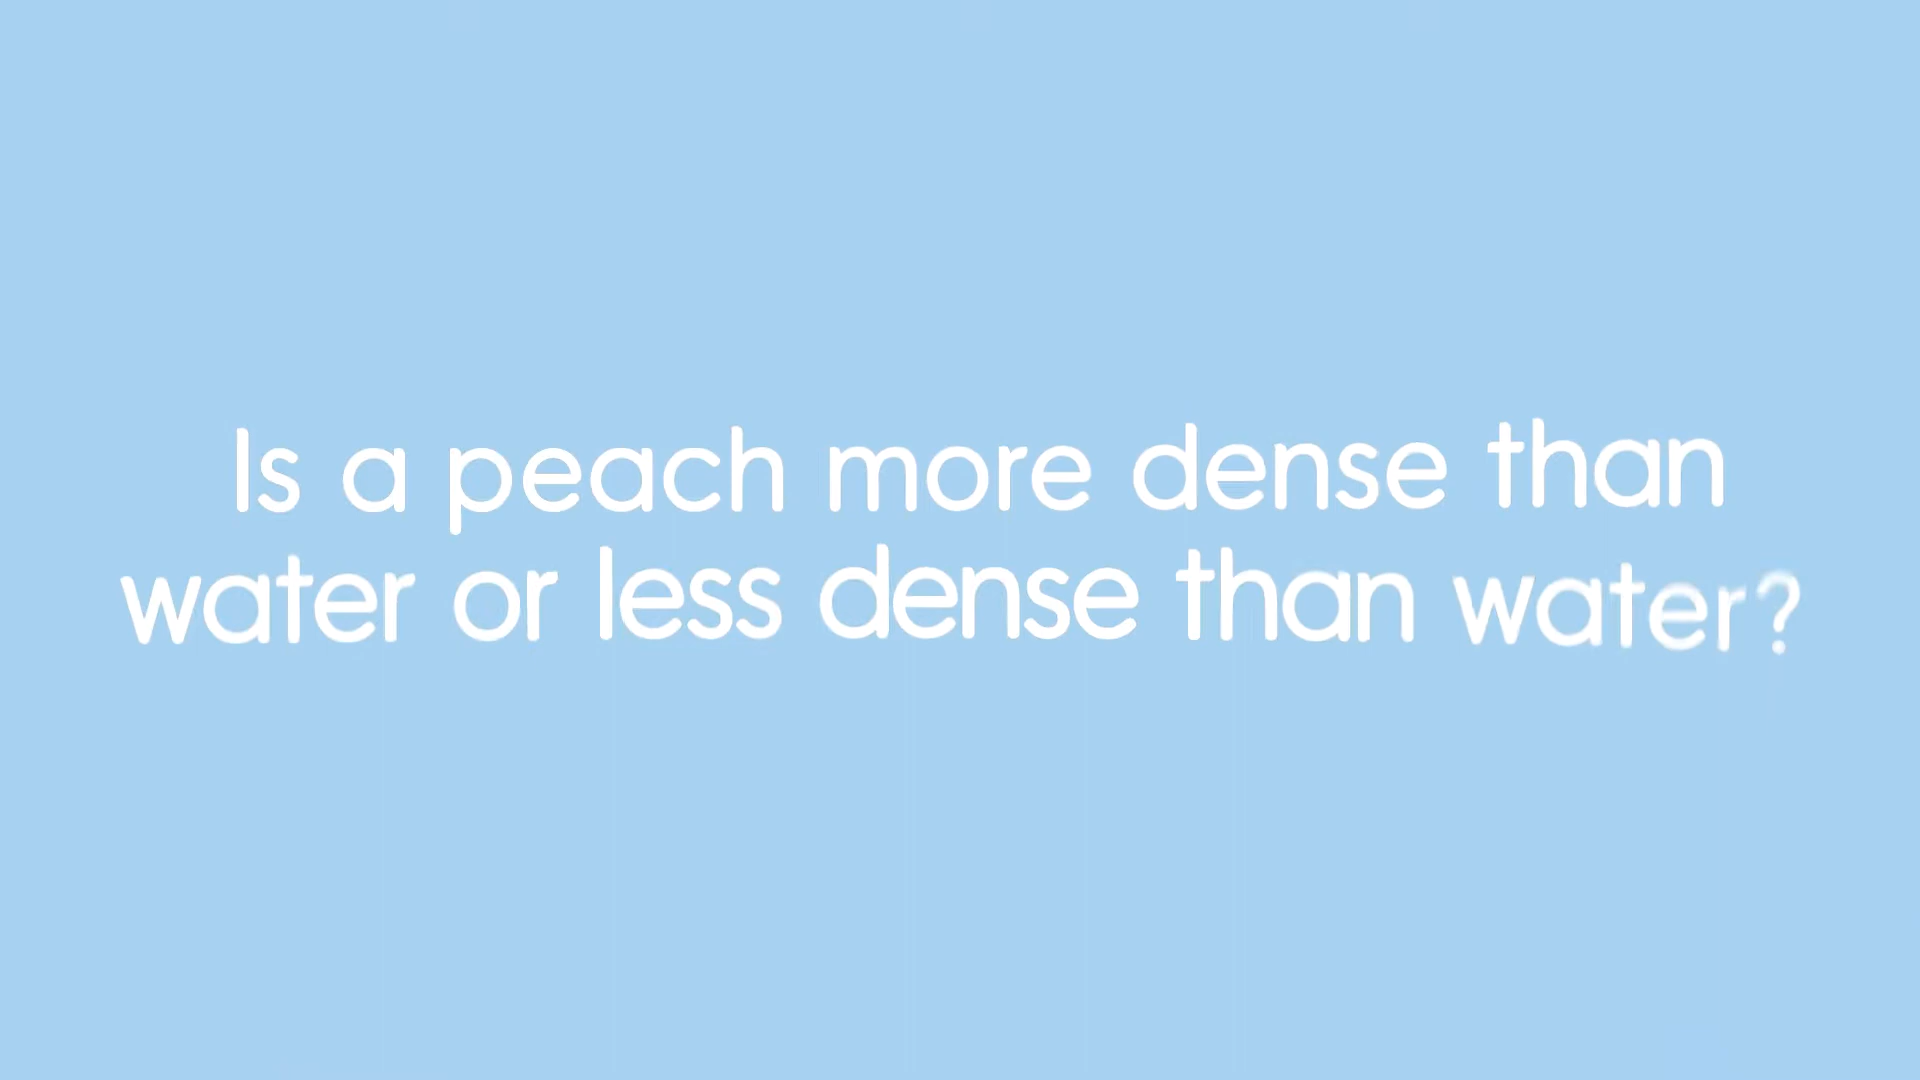 Is a peach more dense than
water or less dense than water?